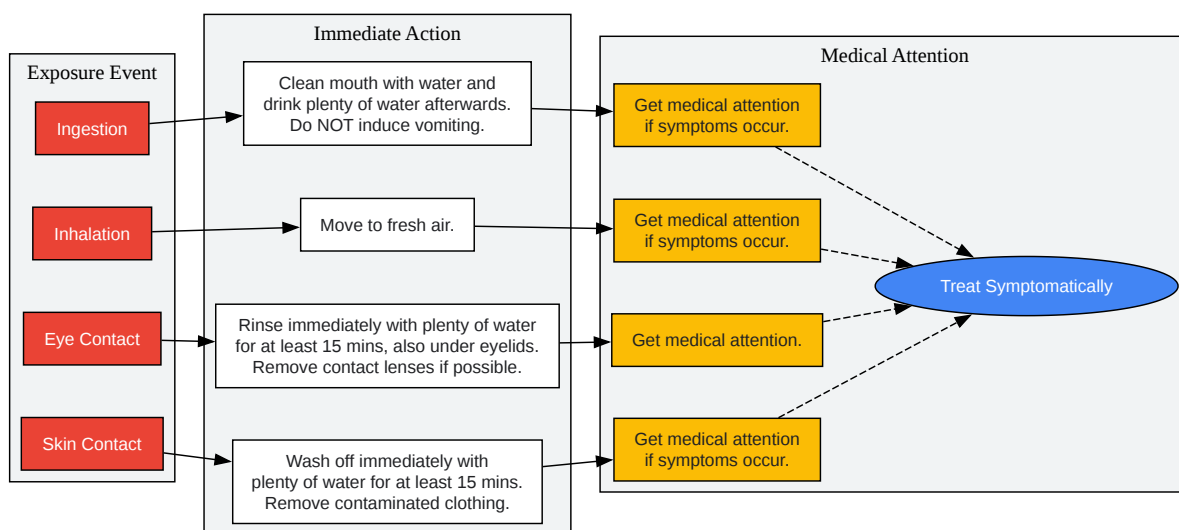 Exposure Event
Ingestion
Inhalation
Eye Contact
Skin Contact
Immediate Action
Clean mouth with water and
drink plenty of water afterwards.
Do NOT induce vomiting.
Move to fresh air.
Rinse immediately with plenty of water
for at least 15 mins, also under eyelids.
Remove contact lenses if possible.
Wash off immediately with
plenty of water for at least 15 mins.
Remove contaminated clothing.
Medical Attention
Get medical attention
if symptoms occur.
Get medical attention
if symptoms occur.
Get medical attention.
Get medical attention
if symptoms occur.
Treat Symptomatically